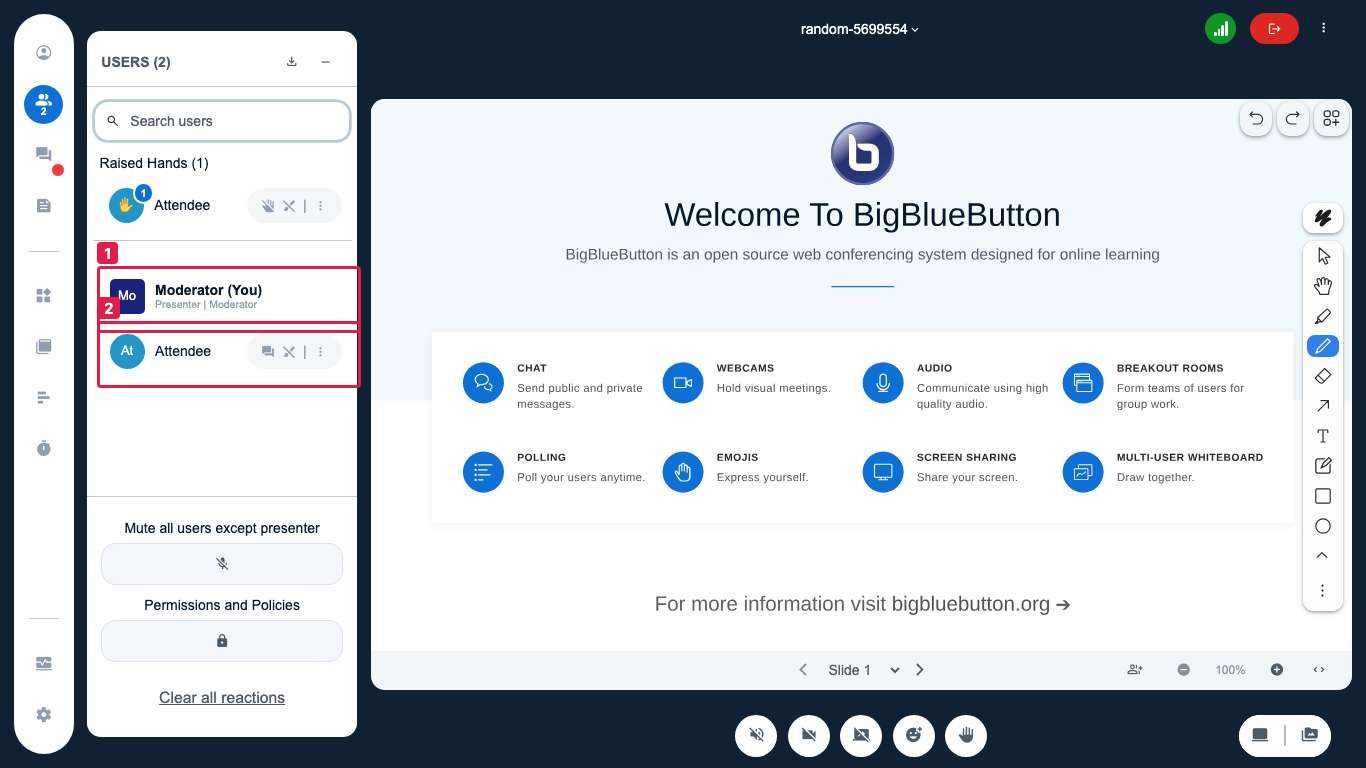 random-5699554
USERS (2)
2
Search users
Raised Hands (1)
1
Attendee
1
Mo
Moderator (You)
Presenter | Moderator
2
At
Attendee
Mute all users except presenter
Permissions and Policies
Clear all reactions
Welcome To BigBlueButton
BigBlueButton is an open source web conferencing system designed for online learning
CHAT
Send public and private
messages.
WEBCAMS
Hold visual meetings.
AUDIO
Communicate using high
quality audio.
BREAKOUT ROOMS
Form teams of users for
group work.
POLLING
Poll your users anytime.
EMOJIS
Express yourself.
SCREEN SHARING
Share your screen.
MULTI-USER WHITEBOARD
Draw together.
For more information visit bigbluebutton.org →
Slide 1
100%